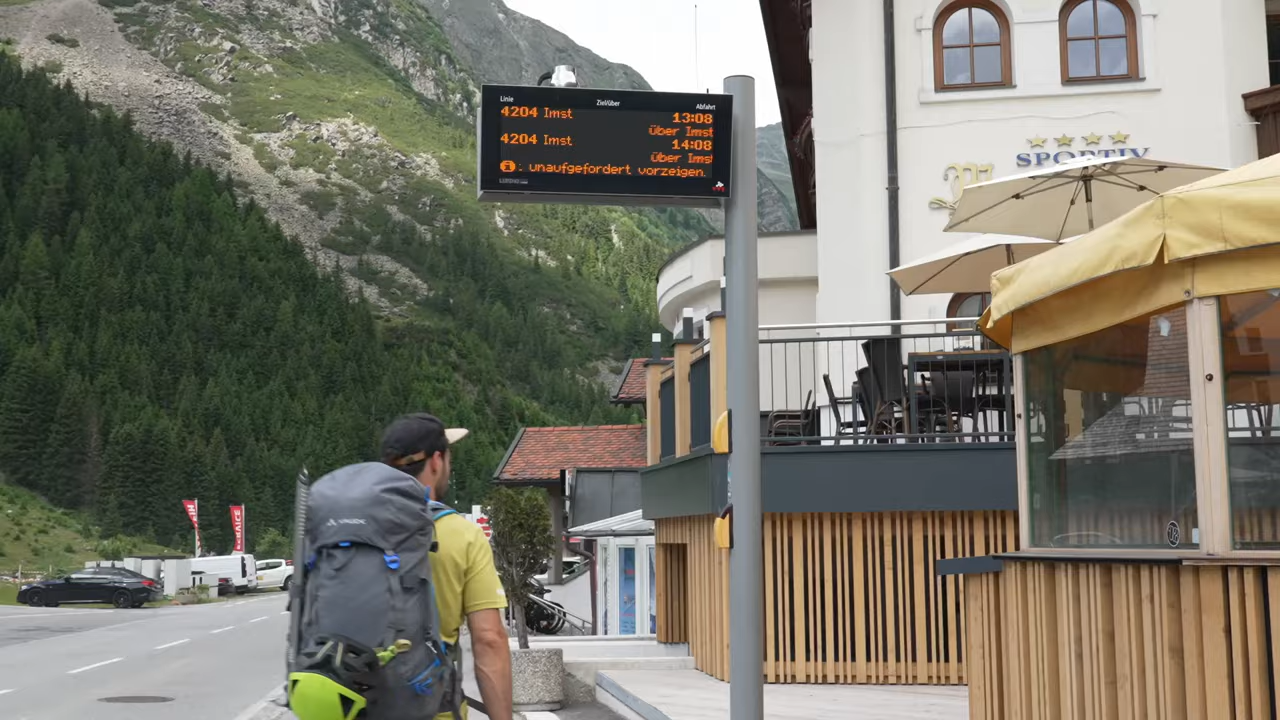 Linie Ziel/über Abfahrt
4204 Imst 13:08
über Imst
4204 Imst 14:08
über Imst
i : unaufgefordert vorzeigen.
SPORTIV
VAUDE